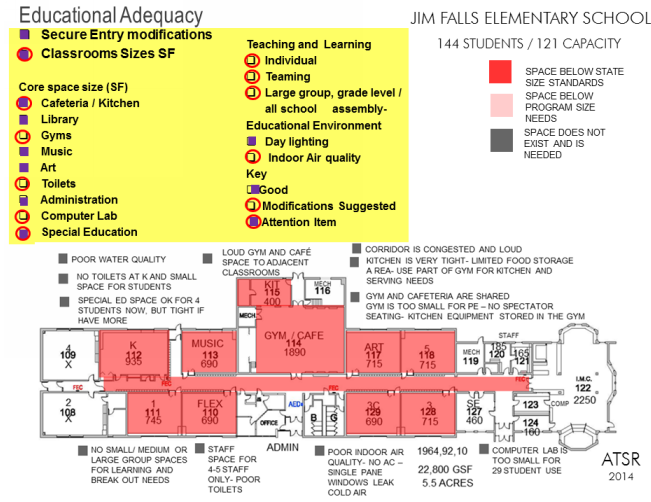 Educational Adequacy
JIM FALLS ELEMENTARY SCHOOL
144 STUDENTS / 121 CAPACITY
Secure Entry modifications
Classrooms Sizes SF
Core space size (SF)
Cafeteria / Kitchen
Library
Gyms
Music
Art
Toilets
Administration
Computer Lab
Special Education
Teaching and Learning
Individual
Teaming
Large group, grade level /
all school assembly-
Educational Environment
Day lighting
Indoor Air quality
Key
Good
Modifications Suggested
Attention Item
SPACE BELOW STATE
SIZE STANDARDS
SPACE BELOW
PROGRAM SIZE
NEEDS
SPACE DOES NOT
EXIST AND IS
NEEDED
POOR WATER QUALITY
NO TOILETS AT K AND SMALL
SPACE FOR STUDENTS
SPECIAL ED SPACE OK FOR 4
STUDENTS NOW, BUT TIGHT IF
HAVE MORE
LOUD GYM AND CAFÉ
SPACE TO ADJACENT
CLASSROOMS
CORRIDOR IS CONGESTED AND LOUD
KITCHEN IS VERY TIGHT- LIMITED FOOD STORAGE
A REA- USE PART OF GYM FOR KITCHEN AND
SERVING NEEDS
GYM AND CAFETERIA ARE SHARED
GYM IS TOO SMALL FOR PE – NO SPECTATOR
SEATING- KITCHEN EQUIPMENT STORED IN THE GYM
KIT
115
400
MECH
116
MECH
GYM / CAFE
114
1890
4
109
X
K
112
935
MUSIC
113
690
ART
117
715
5
118
715
MECH
119
STAFF
185
120
165
121
I.M.C.
122
2250
FEC
FEC
FEC
2
108
X
1
111
745
FLEX
110
690
OFFICE
AED
B
G
3C
129
690
3
128
715
SE
127
460
COMP
123
124
160
ADMIN
NO SMALL/ MEDIUM OR
LARGE GROUP SPACES
FOR LEARNING AND
BREAK OUT NEEDS
STAFF
SPACE FOR
4-5 STAFF
ONLY- POOR
TOILETS
POOR INDOOR AIR
QUALITY- NO AC –
SINGLE PANE
WINDOWS LEAK
COLD AIR
1964,92,10
22,800 GSF
5.5 ACRES
COMPUTER LAB IS
TOO SMALL FOR
29 STUDENT USE
ATSR
2014